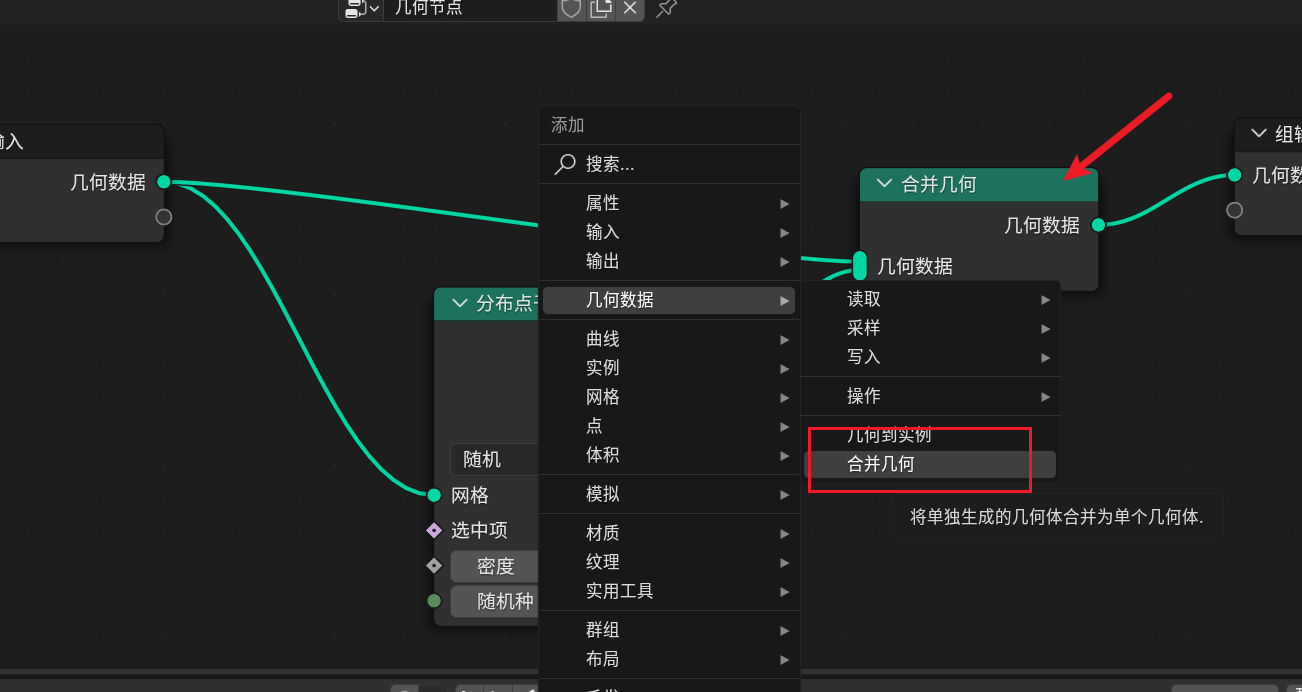 几何节点
输入
几何数据
添加
搜索...
属性
输入
输出
几何数据
曲线
实例
网格
点
体积
模拟
材质
纹理
实用工具
群组
布局
合并几何
几何数据
几何数据
读取
采样
写入
操作
几何到实例
合并几何
将单独生成的几何体合并为单个几何体.
分布点
随机
网格
选中项
密度
随机种
组
几何数